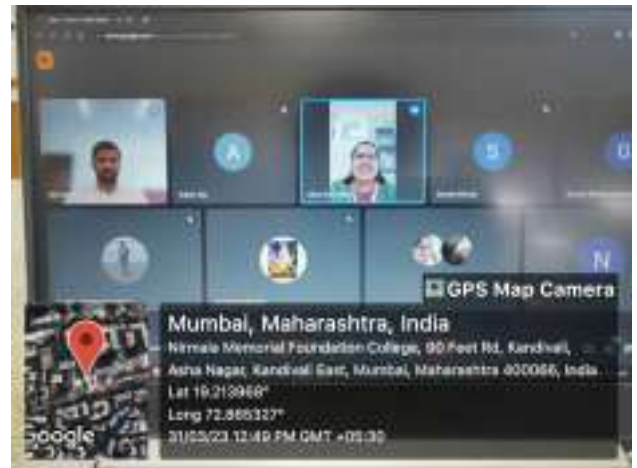 A
S
U
N
GPS Map Camera
Mumbai, Maharashtra, India
Nirmala Memorial Foundation College, 90 Feet Rd, Kandivali,
Asha Nagar, Kandivali East, Mumbai, Maharashtra 400066, India
Lat 19.213968°
Long 72.865327°
31/03/23 12:49 PM GMT +05:30
Google